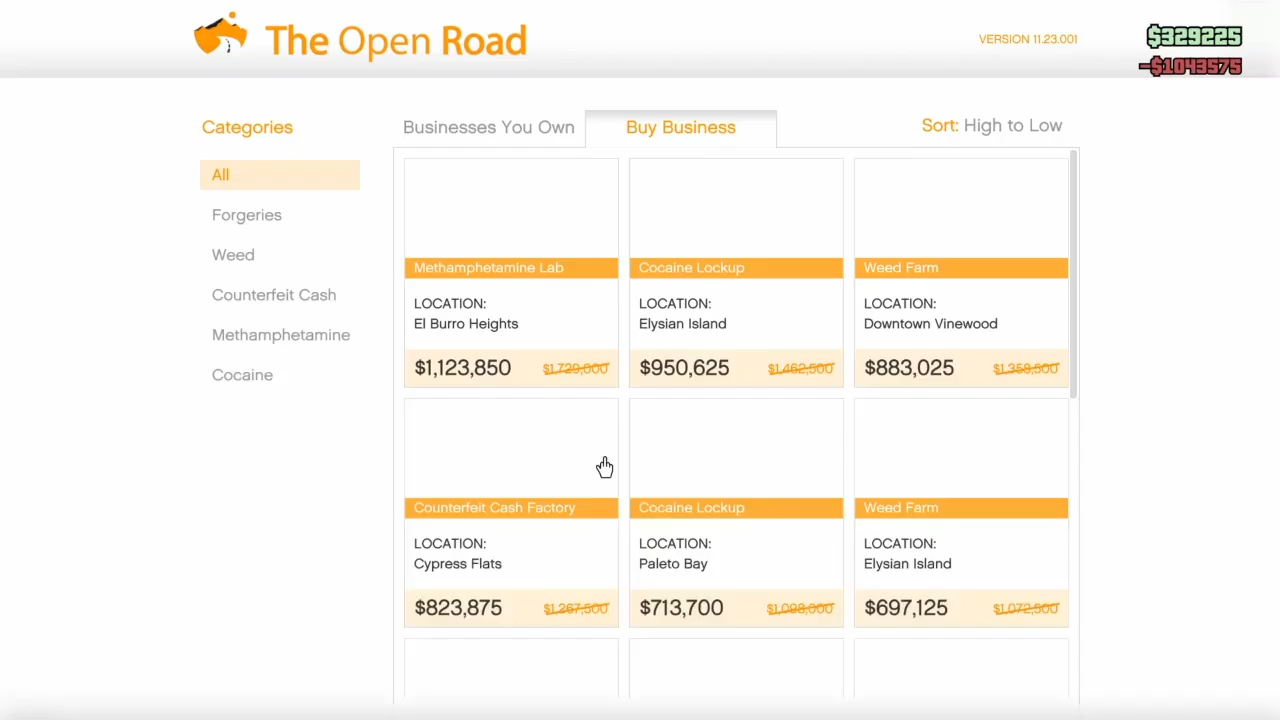 The Open Road
VERSION 11.23.001
$329225
-$1043575
Categories
All
Forgeries
Weed
Counterfeit Cash
Methamphetamine
Cocaine
Businesses You Own
Buy Business
Sort: High to Low
Methamphetamine Lab
LOCATION:
El Burro Heights
$1,123,850 $1,729,000
Cocaine Lockup
LOCATION:
Elysian Island
$950,625 $1,462,500
Weed Farm
LOCATION:
Downtown Vinewood
$883,025 $1,358,500
Counterfeit Cash Factory
LOCATION:
Cypress Flats
$823,875 $1,267,500
Cocaine Lockup
LOCATION:
Paleto Bay
$713,700 $1,098,000
Weed Farm
LOCATION:
Elysian Island
$697,125 $1,072,500